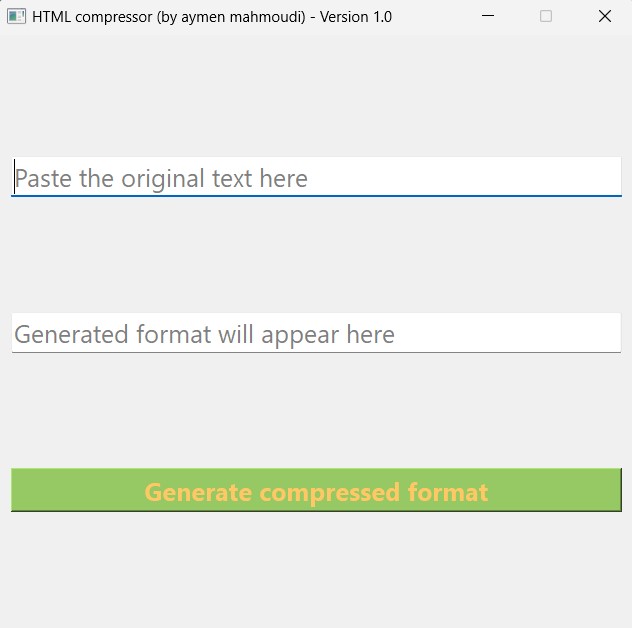 HTML compressor (by aymen mahmoudi) - Version 1.0
Paste the original text here
Generated format will appear here
Generate compressed format